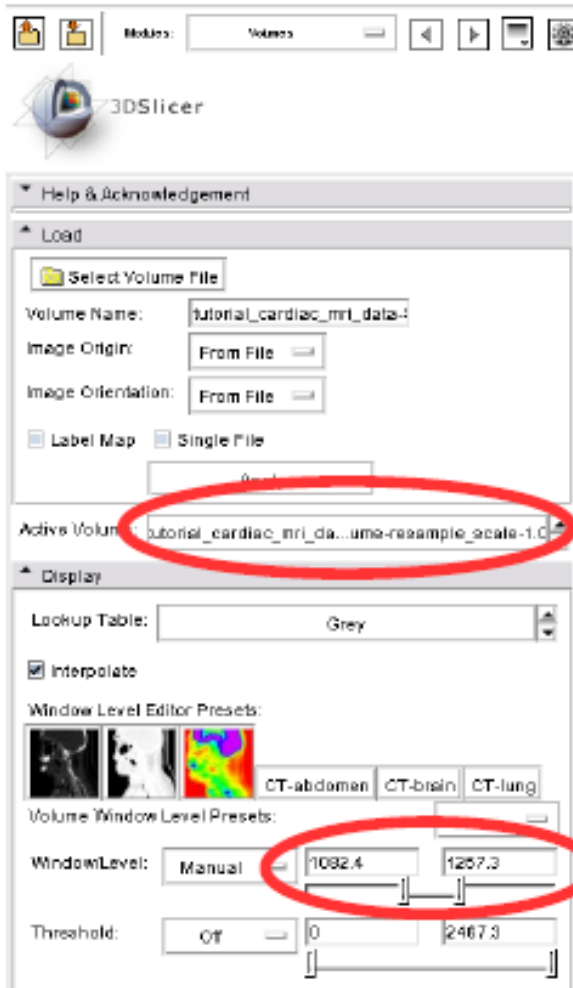 Modules: Volumes
3DSlicer
Help & Acknowledgement
Load
Select Volume File
Volume Name: tutorial_cardiac_mri_data-
Image Origin: From File
Image Orientation: From File
Label Map Single File
Active Volume: tutorial_cardiac_mri_da...ume-resample_scale-1.0
Display
Lookup Table: Grey
Interpolate
Window Level Editor Presets:
CT-abdomen CT-brain CT-lung
Volume Window Level Presets:
Window/Level: Manual 1082.4 1257.3
Threshold: Off 0 2467.3